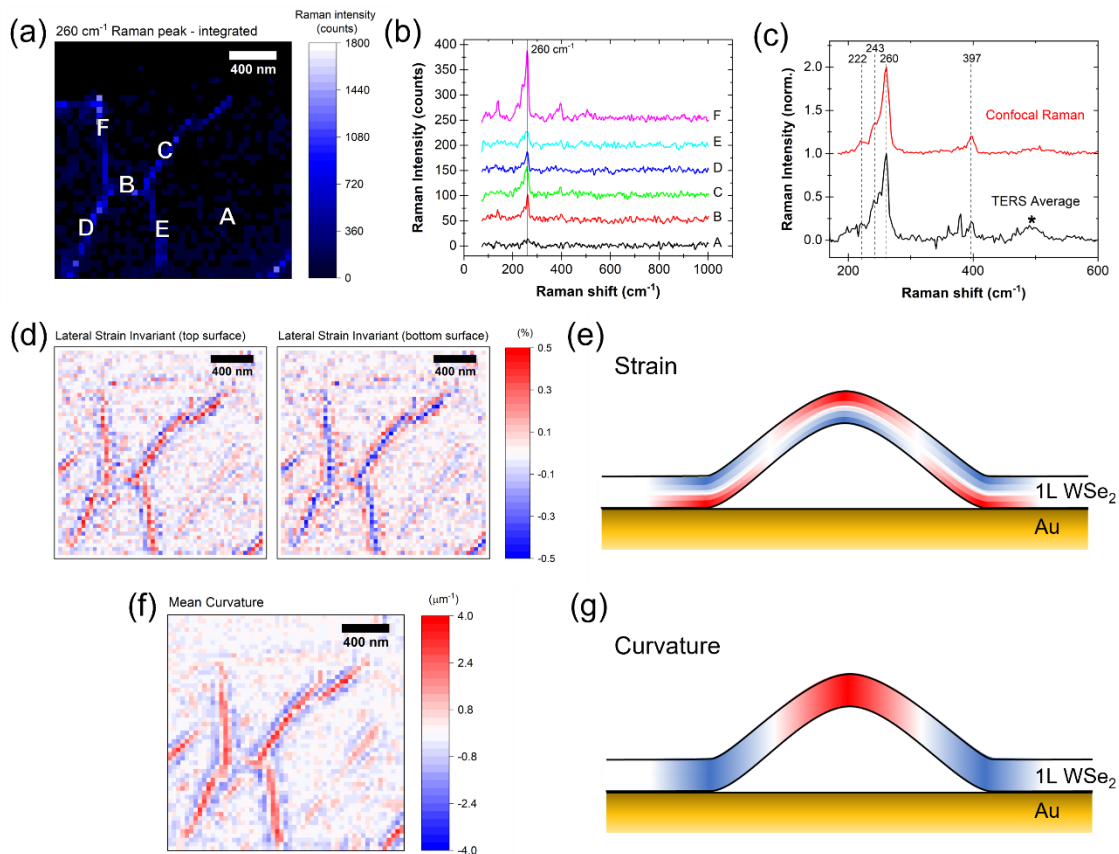 (a)
260 cm⁻¹ Raman peak - integrated
Raman intensity
(counts)
400 nm
1800
1440
1080
720
360
0
F
C
B
D
E
A
(b)
Raman Intensity (counts)
400
350
300
250
200
150
100
50
0
260 cm⁻¹
F
E
D
C
B
A
0 200 400 600 800 1000
Raman shift (cm⁻¹)
(c)
Raman Intensity (norm.)
2.0
1.5
1.0
0.5
0.0
222 243 260 397
Confocal Raman
TERS Average
*
200 400 600
Raman shift (cm⁻¹)
(d)
Lateral Strain Invariant (top surface)
400 nm
Lateral Strain Invariant (bottom surface)
400 nm
(%)
0.5
0.3
0.1
-0.1
-0.3
-0.5
(e)
Strain
1L WSe₂
Au
(f)
Mean Curvature
400 nm
(μm⁻¹)
4.0
2.4
0.8
-0.8
-2.4
-4.0
(g)
Curvature
1L WSe₂
Au